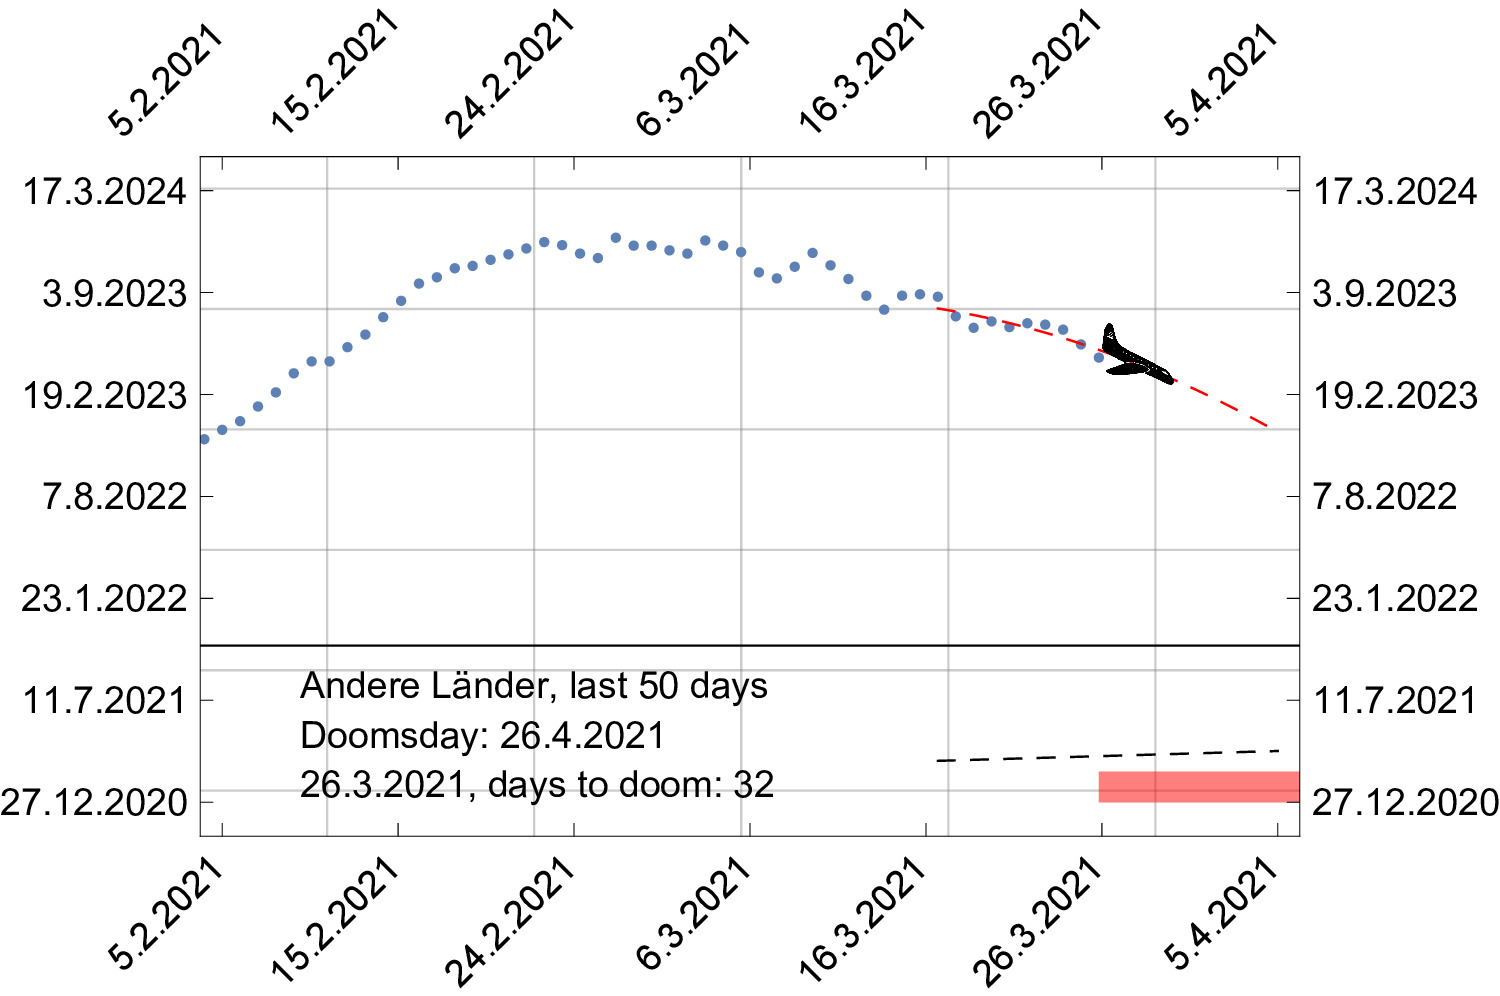 5.2.2021 15.2.2021 24.2.2021 6.3.2021 16.3.2021 26.3.2021 5.4.2021
17.3.2024 17.3.2024
3.9.2023 3.9.2023
19.2.2023 19.2.2023
7.8.2022 7.8.2022
23.1.2022 23.1.2022
Andere Länder, last 50 days
11.7.2021 11.7.2021
Doomsday: 26.4.2021
26.3.2021, days to doom: 32
27.12.2020 27.12.2020
5.2.2021 15.2.2021 24.2.2021 6.3.2021 16.3.2021 26.3.2021 5.4.2021